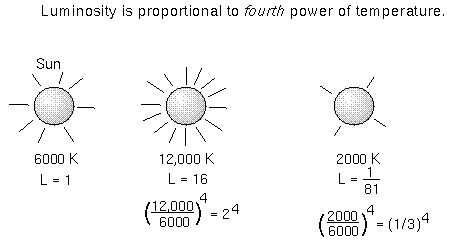 Luminosity is proportional to fourth power of temperature.
Sun
6000 K
L = 1
12,000 K
L = 16
(12,000/6000)^4 = 2^4
2000 K
L = 1/81
(2000/6000)^4 = (1/3)^4